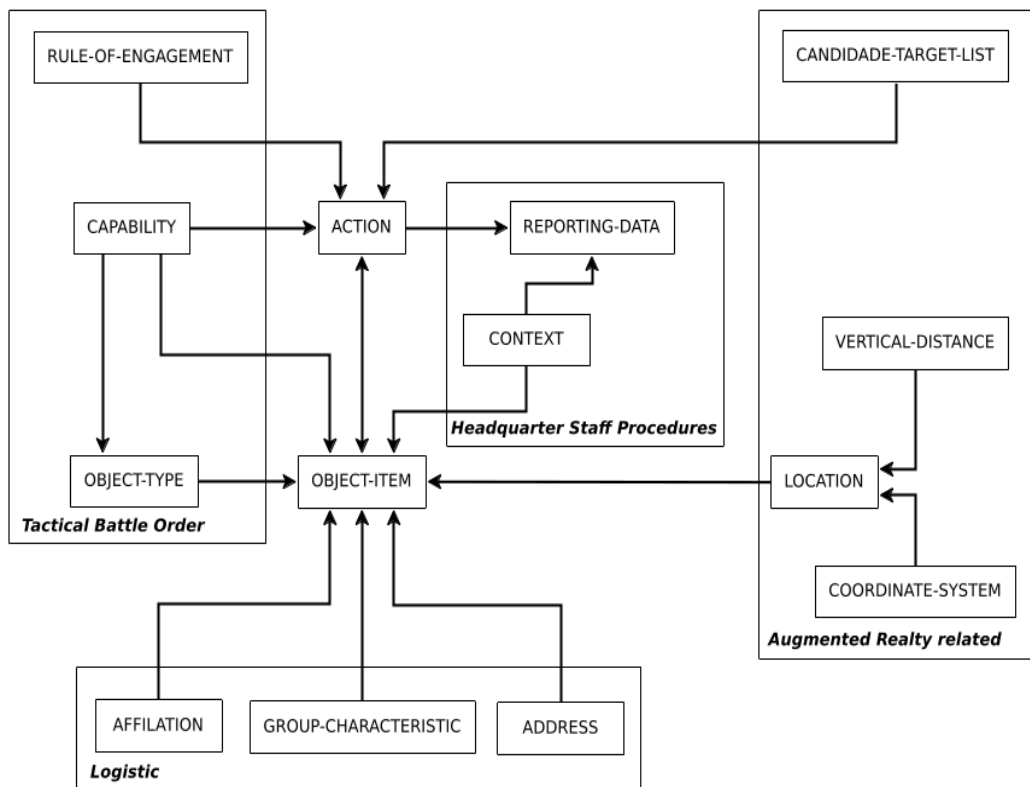 RULE-OF-ENGAGEMENT
CANDIDADE-TARGET-LIST
CAPABILITY
ACTION
REPORTING-DATA
CONTEXT
VERTICAL-DISTANCE
Headquarter Staff Procedures
OBJECT-TYPE
OBJECT-ITEM
LOCATION
Tactical Battle Order
COORDINATE-SYSTEM
Augmented Realty related
AFFILATION
GROUP-CHARACTERISTIC
ADDRESS
Logistic